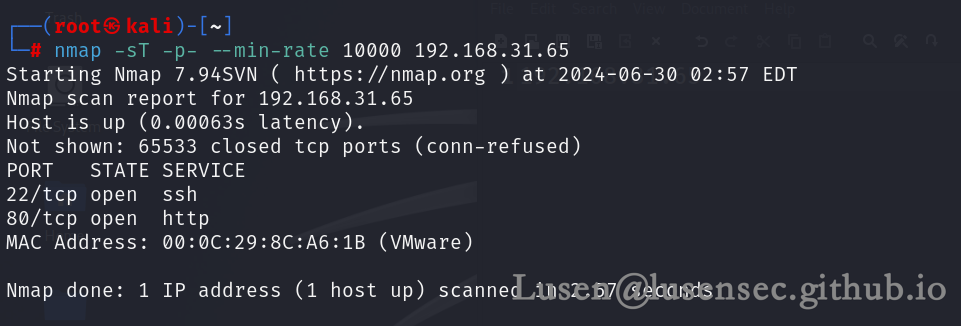 ┌──(root㉿kali)-[~]
└─# nmap -sT -p- --min-rate 10000 192.168.31.65
Starting Nmap 7.94SVN ( https://nmap.org ) at 2024-06-30 02:57 EDT
Nmap scan report for 192.168.31.65
Host is up (0.00063s latency).
Not shown: 65533 closed tcp ports (conn-refused)
PORT   STATE SERVICE
22/tcp open  ssh
80/tcp open  http
MAC Address: 00:0C:29:8C:A6:1B (VMware)
Nmap done: 1 IP address (1 host up) scanned in seconds
Lusen@lusensec.github.io